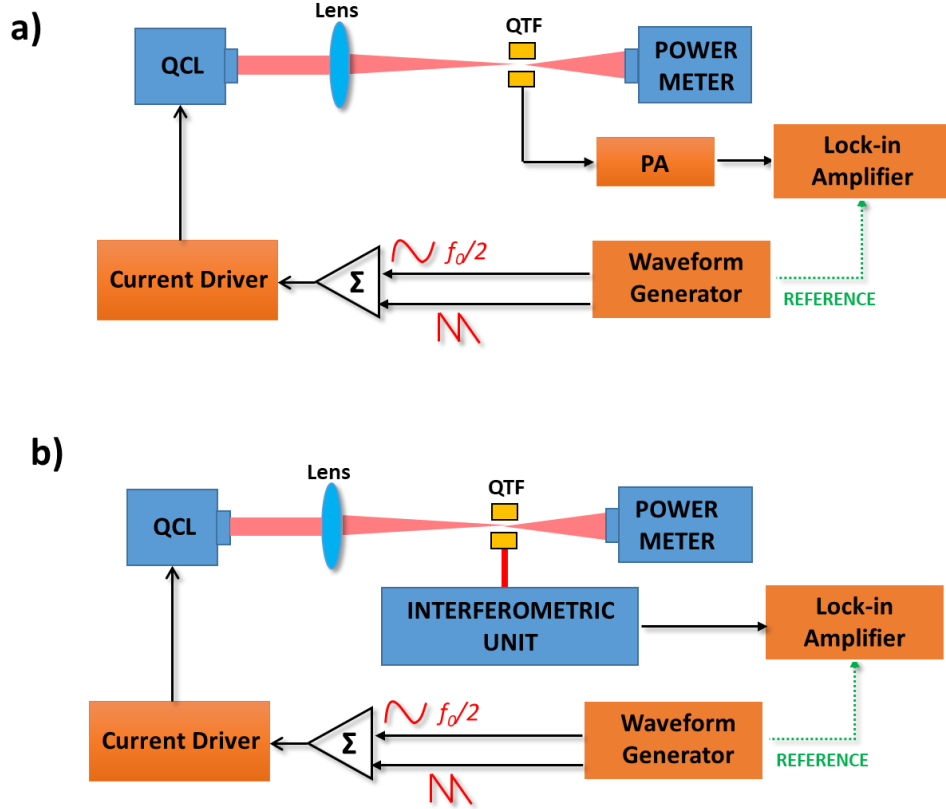 a)
Lens
QTF
QCL
POWER
METER
PA
Lock-in
Amplifier
Current Driver
Σ
f₀/2
Waveform
Generator
REFERENCE
b)
Lens
QTF
QCL
POWER
METER
INTERFEROMETRIC
UNIT
Lock-in
Amplifier
Current Driver
Σ
f₀/2
Waveform
Generator
REFERENCE